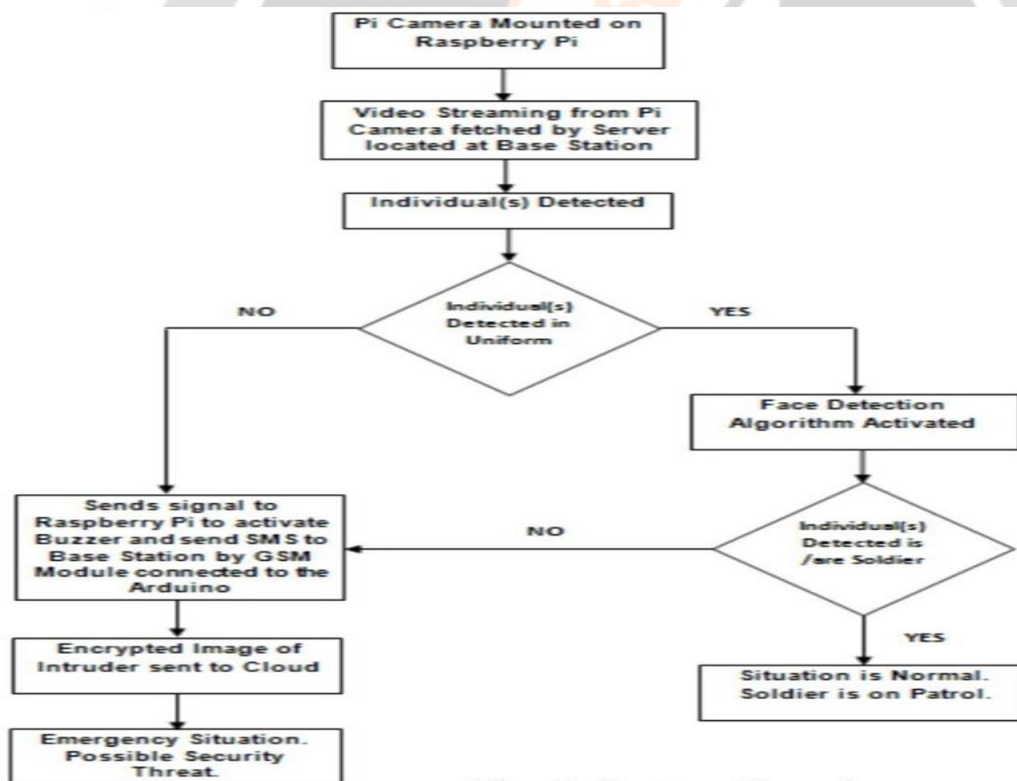 Pi Camera Mounted on
Raspberry Pi
Video Streaming from Pi
Camera fetched by Server
located at Base Station
Individual(s) Detected
Individual(s)
Detected in
Uniform
NO
YES
Face Detection
Algorithm Activated
Individual(s)
Detected is
/are Soldier
NO
YES
Sends signal to
Raspberry Pi to activate
Buzzer and send SMS to
Base Station by GSM
Module connected to the
Arduino
Encrypted Image of
Intruder sent to Cloud
Situation is Normal.
Soldier is on Patrol.
Emergency Situation.
Possible Security
Threat.